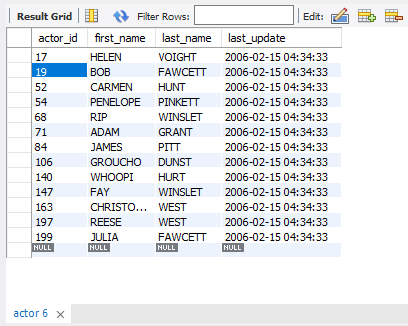 Result Grid Filter Rows: Edit:
actor_id first_name last_name last_update
17 HELEN VOIGHT 2006-02-15 04:34:33
19 BOB FAWCETT 2006-02-15 04:34:33
52 CARMEN HUNT 2006-02-15 04:34:33
54 PENELOPE PINKETT 2006-02-15 04:34:33
68 RIP WINSLET 2006-02-15 04:34:33
71 ADAM GRANT 2006-02-15 04:34:33
84 JAMES PITT 2006-02-15 04:34:33
106 GROUCHO DUNST 2006-02-15 04:34:33
140 WHOOPI HURT 2006-02-15 04:34:33
147 FAY WINSLET 2006-02-15 04:34:33
163 CHRISTO... WEST 2006-02-15 04:34:33
197 REESE WEST 2006-02-15 04:34:33
199 JULIA FAWCETT 2006-02-15 04:34:33
NULL NULL NULL NULL
actor 6